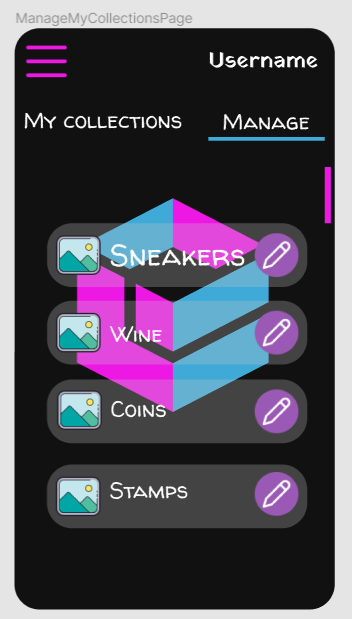 ManageMyCollectionsPage
Username
My collections Manage
Sneakers
Wine
Coins
Stamps